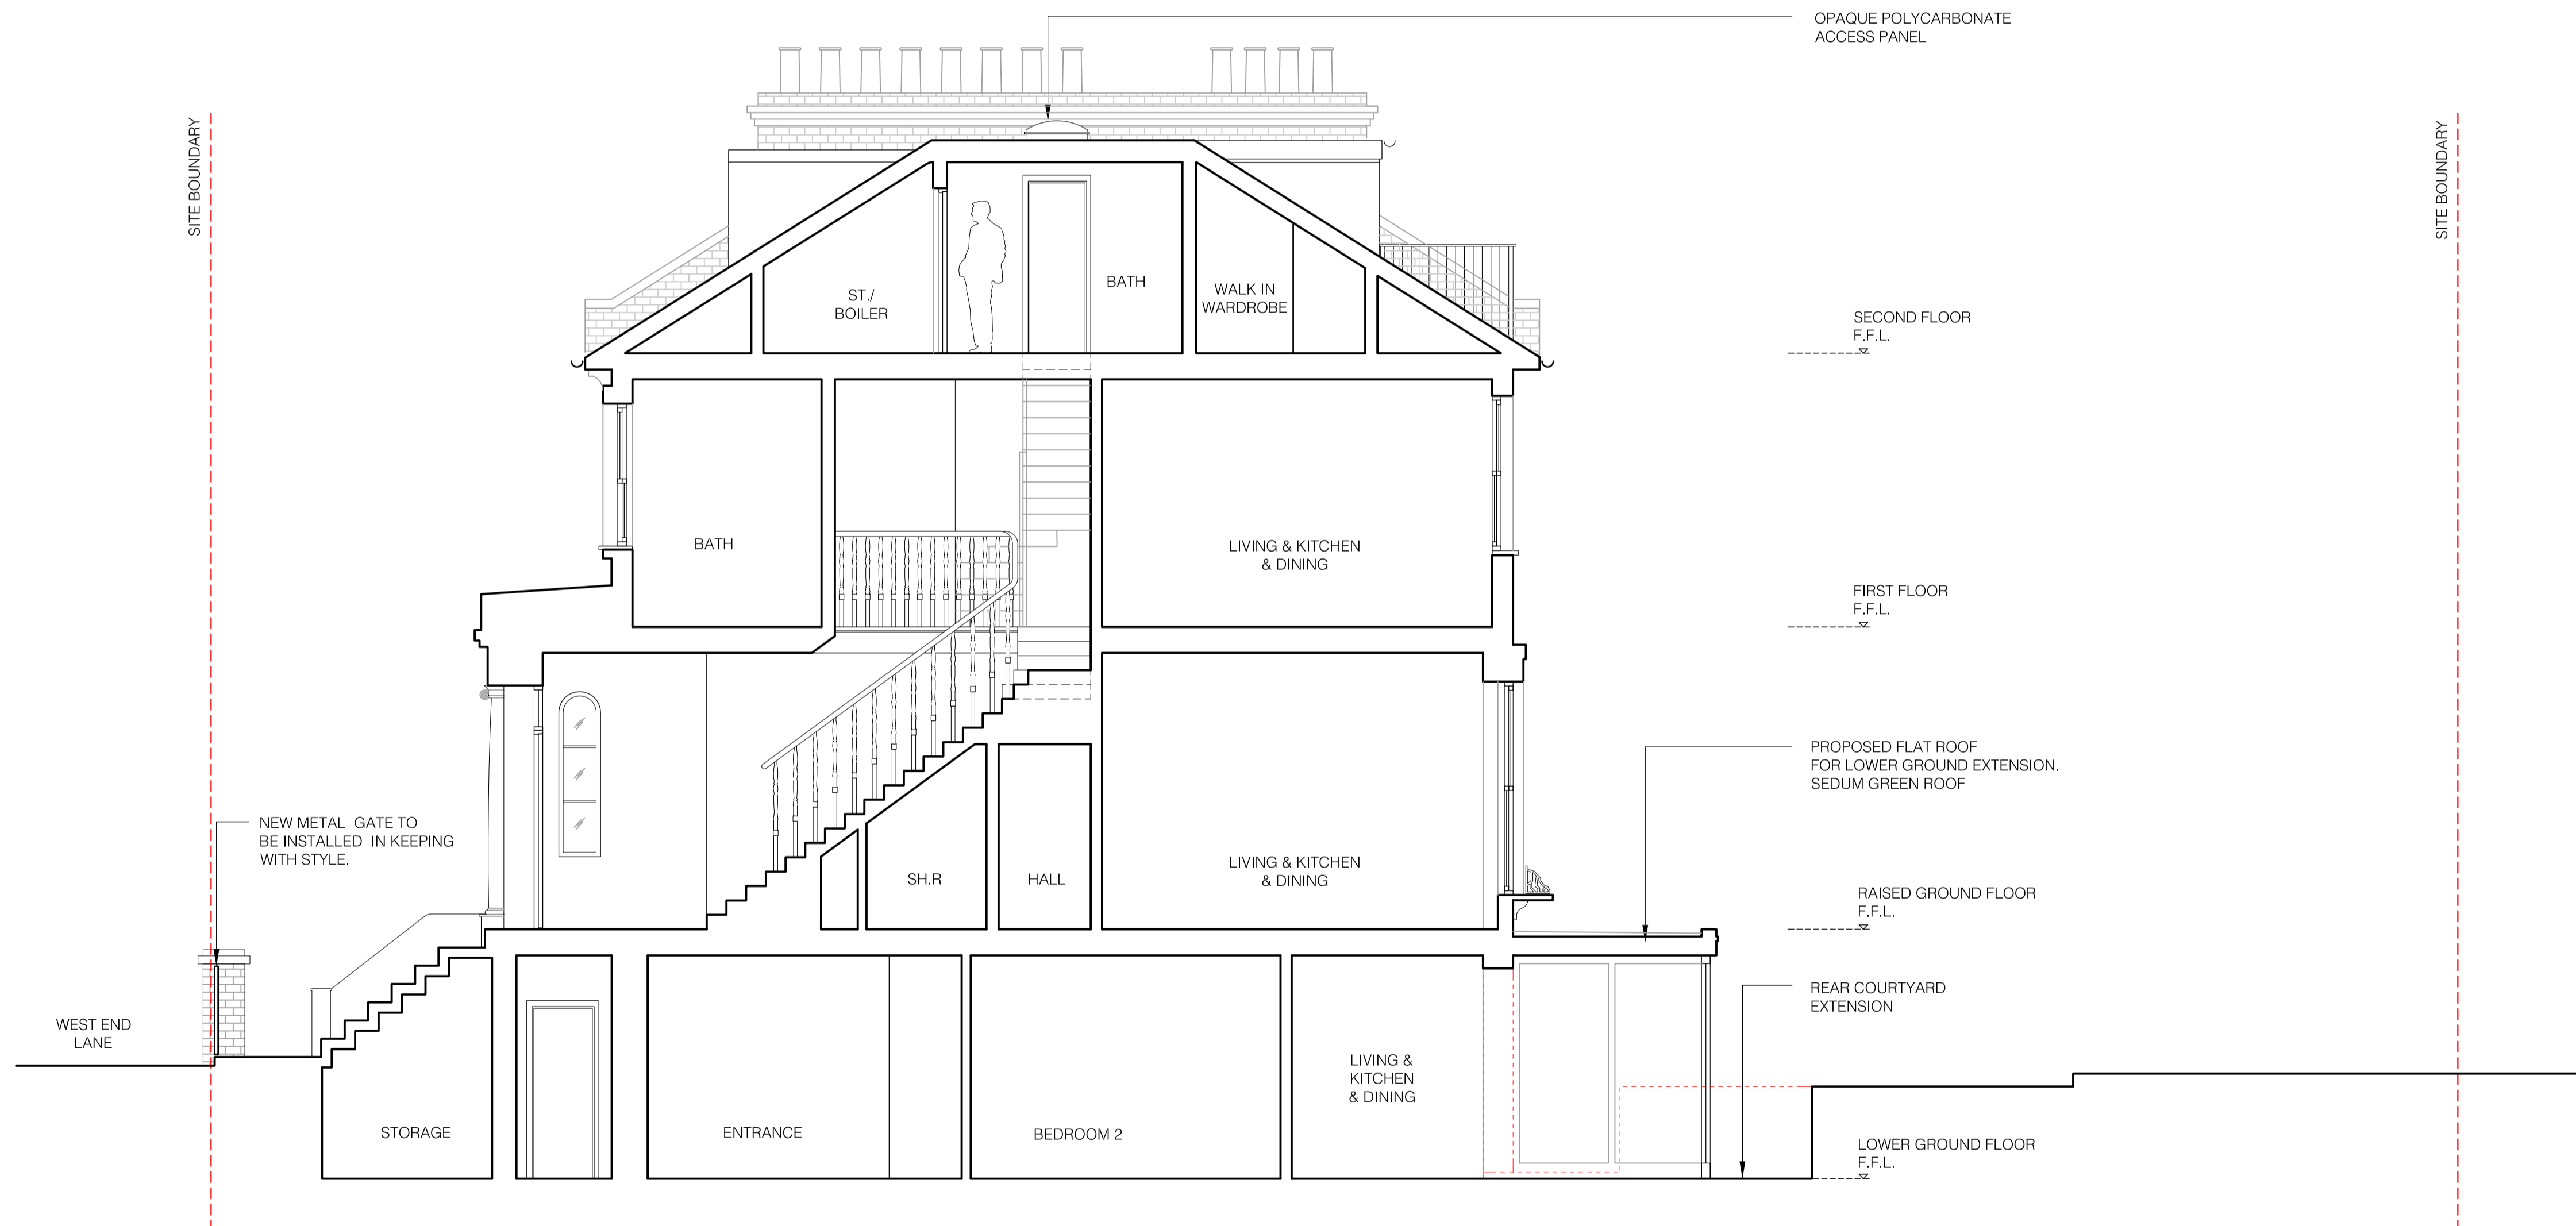 OPAQUE POLYCARBONATE
ACCESS PANEL
SITE BOUNDARY
SITE BOUNDARY
ST./
BOILER
BATH
WALK IN
WARDROBE
SECOND FLOOR
F.F.L.
BATH
LIVING & KITCHEN
& DINING
FIRST FLOOR
F.F.L.
PROPOSED FLAT ROOF
FOR LOWER GROUND EXTENSION.
SEDUM GREEN ROOF
NEW METAL GATE TO
BE INSTALLED IN KEEPING
WITH STYLE.
SH.R
HALL
LIVING & KITCHEN
& DINING
RAISED GROUND FLOOR
F.F.L.
REAR COURTYARD
EXTENSION
WEST END
LANE
STORAGE
ENTRANCE
BEDROOM 2
LIVING &
KITCHEN
& DINING
LOWER GROUND FLOOR
F.F.L.